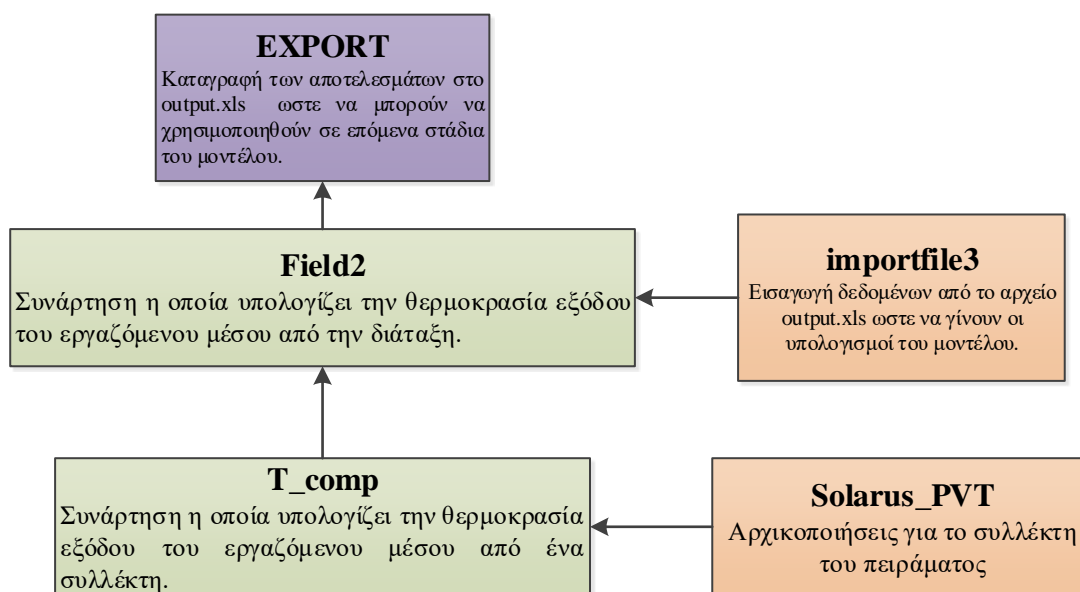 EXPORT
Καταγραφή των αποτελεσμάτων στο
output.xls ωστε να μπορούν να
χρησιμοποιηθούν σε επόμενα στάδια
του μοντέλου.
Field2
Συνάρτηση η οποία υπολογίζει την θερμοκρασία εξόδου
του εργαζόμενου μέσου από την διάταξη.
importfile3
Εισαγωγή δεδομένων από το αρχείο
output.xls ωστε να γίνουν οι
υπολογισμοί του μοντέλου.
T_comp
Συνάρτηση η οποία υπολογίζει την θερμοκρασία
εξόδου του εργαζόμενου μέσου από ένα
συλλέκτη.
Solarus_PVT
Αρχικοποιήσεις για το συλλέκτη
του πειράματος